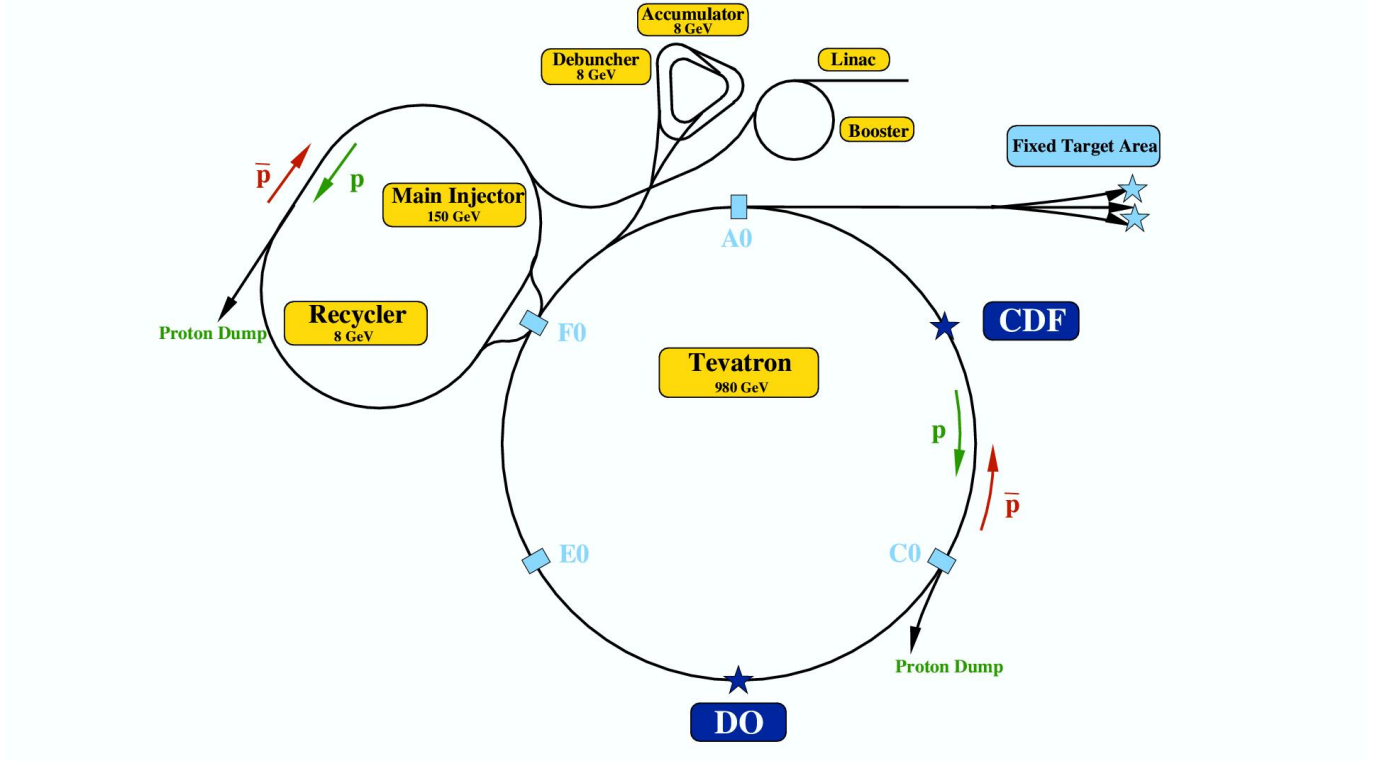 Accumulator
8 GeV
Debuncher
8 GeV
Linac
Booster
Fixed Target Area
p̅
p
Main Injector
150 GeV
A0
Recycler
8 GeV
Proton Dump
F0
CDF
Tevatron
980 GeV
p
p̅
E0
C0
Proton Dump
DO